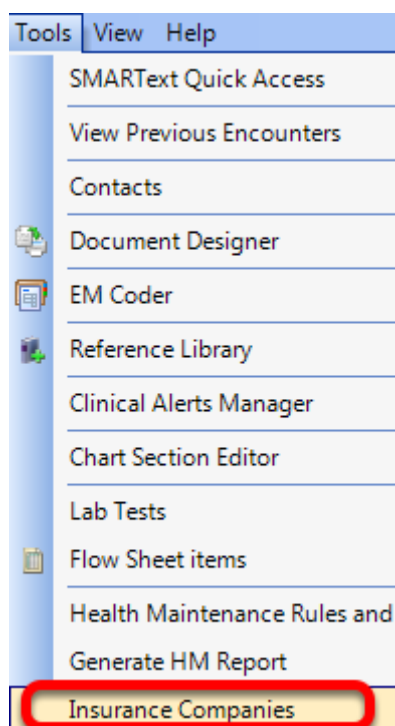 Tools View Help
SMARText Quick Access
View Previous Encounters
Contacts
Document Designer
EM Coder
Reference Library
Clinical Alerts Manager
Chart Section Editor
Lab Tests
Flow Sheet items
Health Maintenance Rules and
Generate HM Report
Insurance Companies